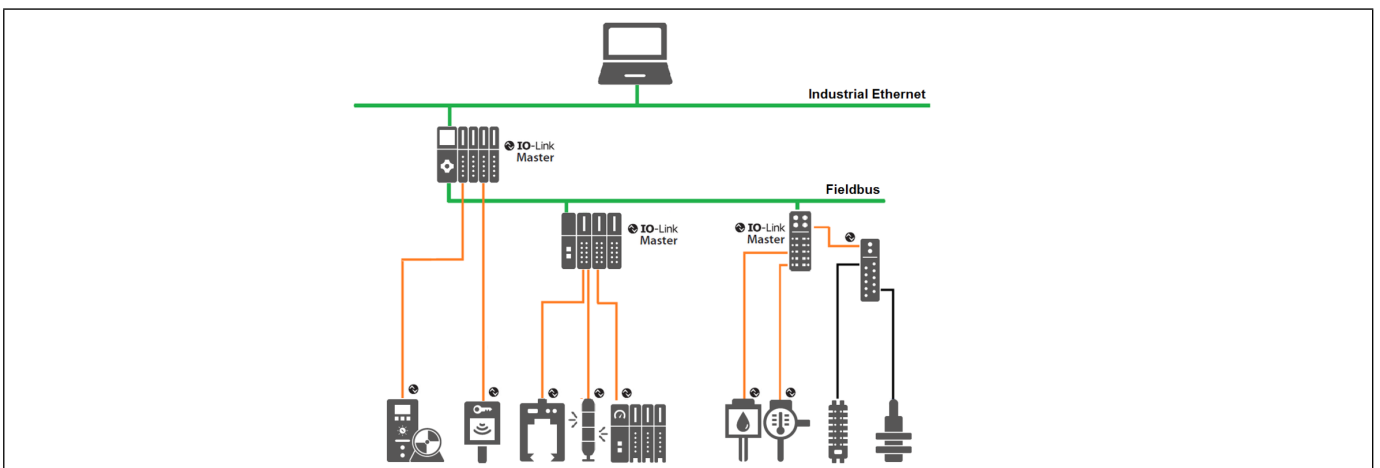 Industrial Ethernet
IO-Link
Master
Fieldbus
IO-Link
Master
IO-Link
Master